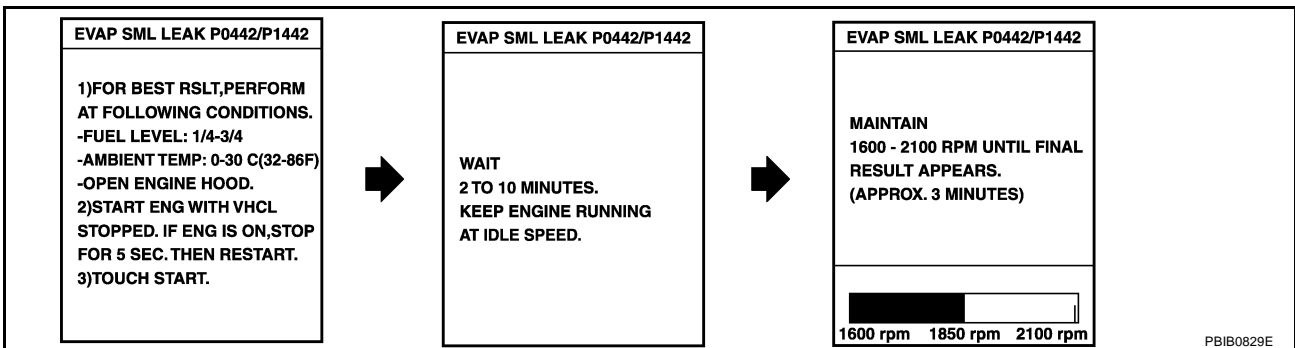 EVAP SML LEAK P0442/P1442
1)FOR BEST RSLT,PERFORM
AT FOLLOWING CONDITIONS.
-FUEL LEVEL: 1/4-3/4
-AMBIENT TEMP: 0-30 C(32-86F)
-OPEN ENGINE HOOD.
2)START ENG WITH VHCL
STOPPED. IF ENG IS ON,STOP
FOR 5 SEC. THEN RESTART.
3)TOUCH START.
EVAP SML LEAK P0442/P1442
WAIT
2 TO 10 MINUTES.
KEEP ENGINE RUNNING
AT IDLE SPEED.
EVAP SML LEAK P0442/P1442
MAINTAIN
1600 - 2100 RPM UNTIL FINAL
RESULT APPEARS.
(APPROX. 3 MINUTES)
1600 rpm 1850 rpm 2100 rpm
PBIB0829E